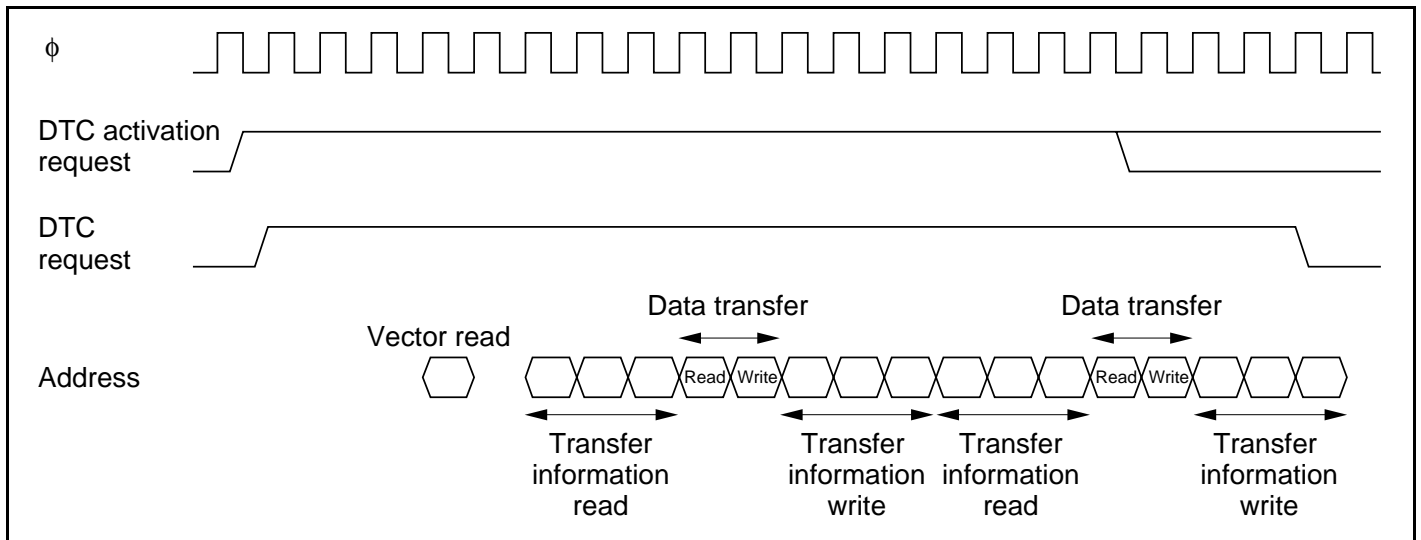 φ
DTC activation
request
DTC
request
Data transfer
Data transfer
Vector read
Address
Read
Write
Read
Write
Transfer
information
read
Transfer
information
write
Transfer
information
read
Transfer
information
write